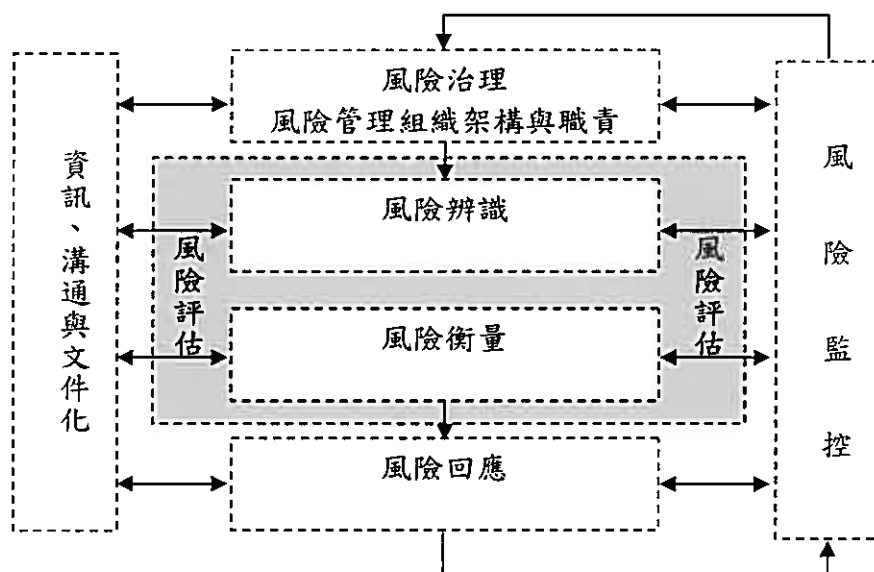 風險治理
風險管理組織架構與職責
資訊、溝通與文件化
風險辨識
風險評估
風險評估
風險衡量
風險回應
風險監控